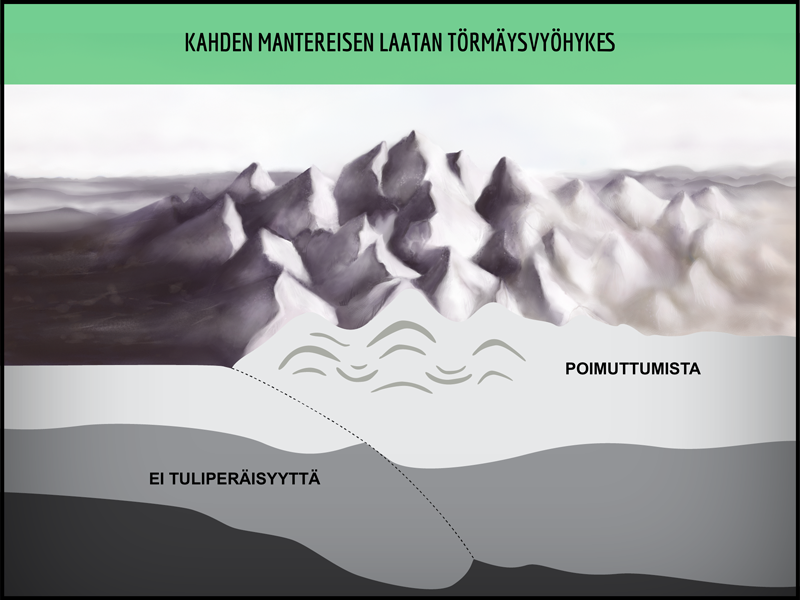 KAHDEN MANTEREISEN LAATAN TÖRMÄYSVYÖHYKES
POIMUTTUMISTA
EI TULIPERÄISYYTTÄ